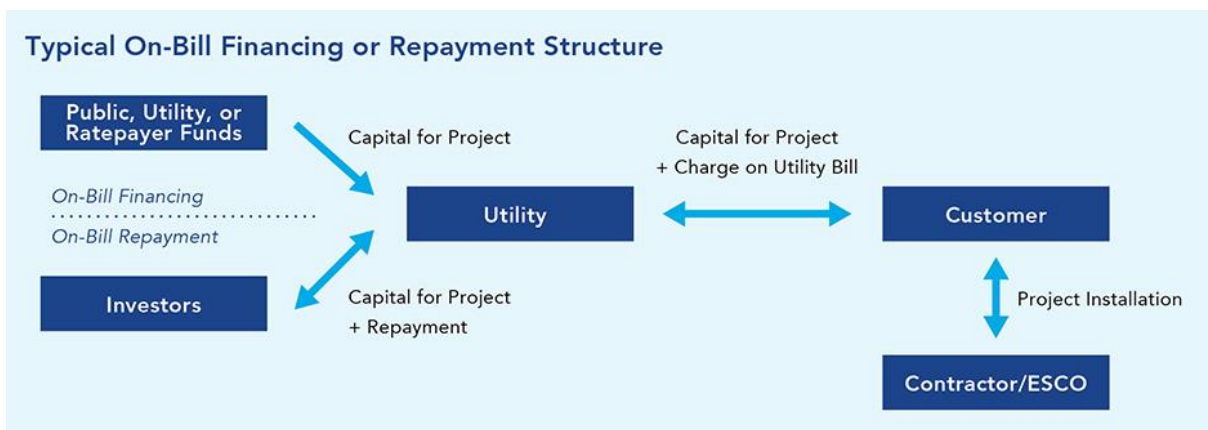 Typical On-Bill Financing or Repayment Structure
Public, Utility, or
Ratepayer Funds
Capital for Project
Capital for Project
+ Charge on Utility Bill
On-Bill Financing
On-Bill Repayment
Utility
Customer
Investors
Capital for Project
+ Repayment
Project Installation
Contractor/ESCO